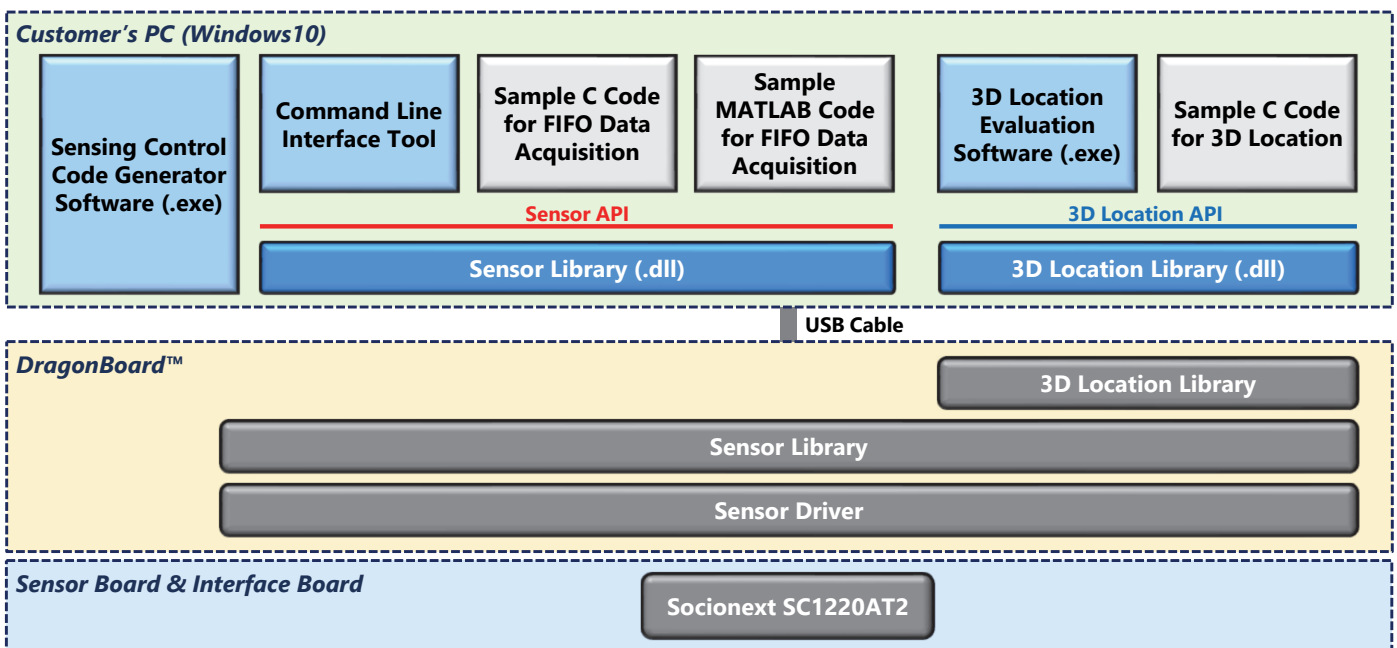 Customer's PC (Windows10)
Sensing Control
Code Generator
Software (.exe)
Command Line
Interface Tool
Sample C Code
for FIFO Data
Acquisition
Sample
MATLAB Code
for FIFO Data
Acquisition
3D Location
Evaluation
Software (.exe)
Sample C Code
for 3D Location
Sensor API
3D Location API
Sensor Library (.dll)
3D Location Library (.dll)
USB Cable
DragonBoard™
3D Location Library
Sensor Library
Sensor Driver
Sensor Board & Interface Board
Socionext SC1220AT2